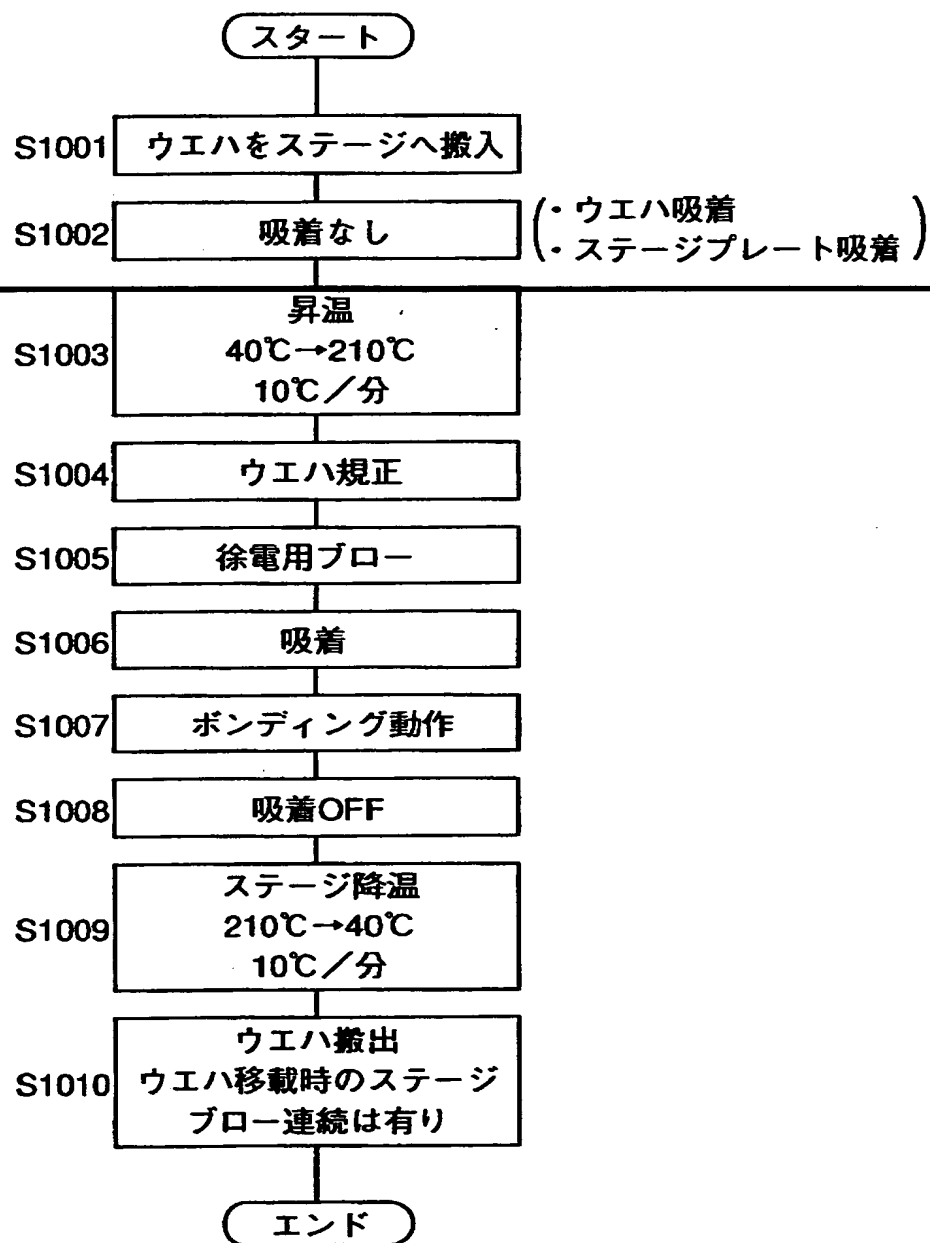 スタート
S1001 ウエハをステージへ搬入
S1002 吸着なし
・ウエハ吸着
・ステージプレート吸着
S1003
昇温
40℃→210℃
10℃／分
S1004 ウエハ規正
S1005 徐電用ブロー
S1006 吸着
S1007 ボンディング動作
S1008 吸着OFF
S1009
ステージ降温
210℃→40℃
10℃／分
S1010
ウエハ搬出
ウエハ移載時のステージ
ブロー連続は有り
エンド